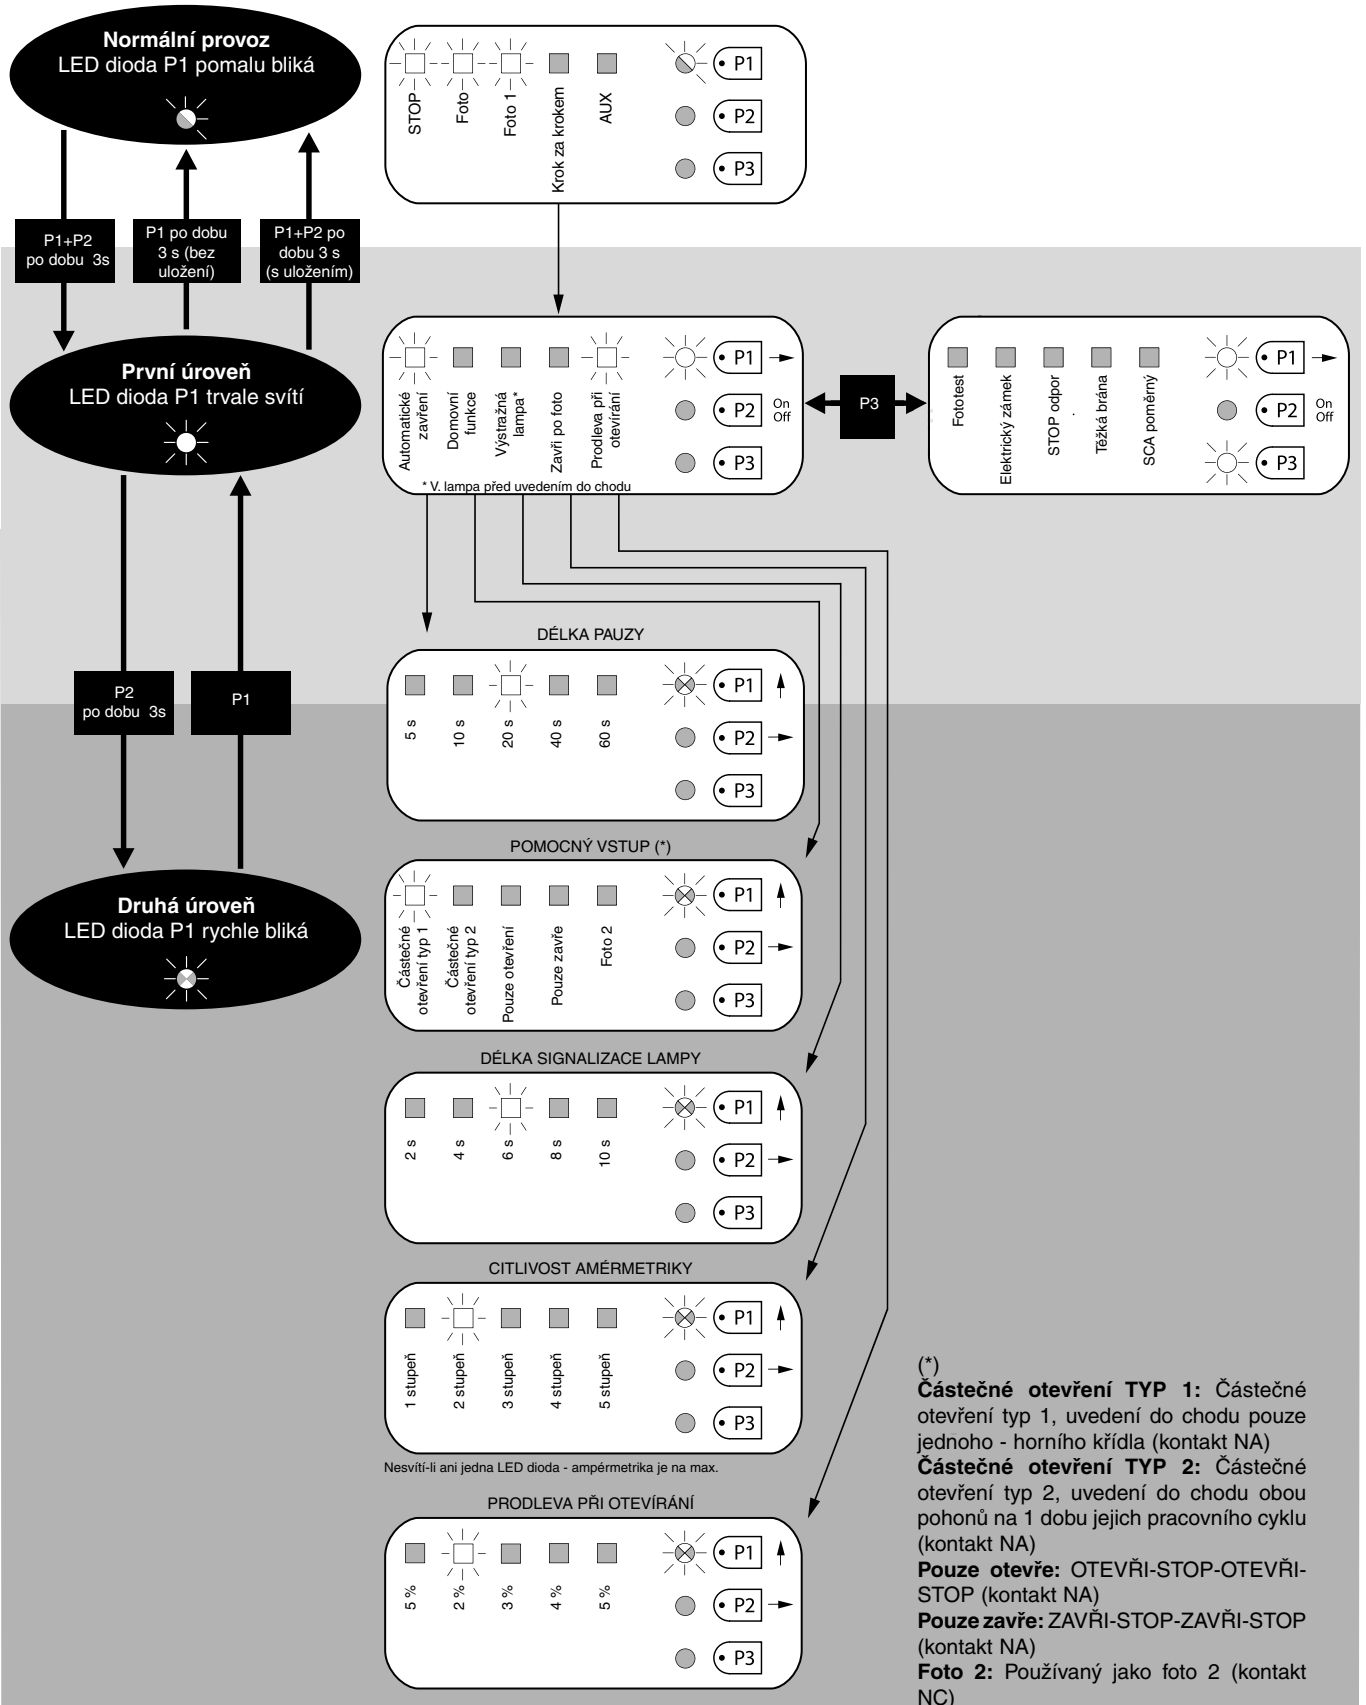 Normální provoz
LED dioda P1 pomalu bliká
STOP
Foto
Foto 1
Krok za krokem
AUX
P1
P2
P3
P1+P2
po dobu 3s
P1 po dobu
3 s (bez
uložení)
P1+P2 po
dobu 3 s
(s uložením)
První úroveň
LED dioda P1 trvale svítí
Automatické
zavření
Domovní
funkce
Výstražná
lampa*
Zavři po foto
Prodleva při
otevírání
P1
P2
On
Off
P3
* V. lampa před uvedením do chodu
P3
Fototest
Elektrický zámek
STOP odpor
Těžká brána
SCA poměrný
P1
P2
On
Off
P3
P2
po dobu 3s
P1
DÉLKA PAUZY
5 s
10 s
20 s
40 s
60 s
P1
P2
P3
Druhá úroveň
LED dioda P1 rychle bliká
POMOCNÝ VSTUP (*)
Částečné
otevření typ 1
Částečné
otevření typ 2
Pouze otevření
Pouze zavře
Foto 2
P1
P2
P3
DÉLKA SIGNALIZACE LAMPY
2 s
4 s
6 s
8 s
10 s
P1
P2
P3
CITLIVOST AMÉRMETRIKY
1 stupeň
2 stupeň
3 stupeň
4 stupeň
5 stupeň
P1
P2
P3
Nesvítí-li ani jedna LED dioda - ampérmetrika je na max.
PRODLEVA PŘI OTEVÍRÁNÍ
5 %
2 %
3 %
4 %
5 %
P1
P2
P3
(*)
Částečné otevření TYP 1: Částečné
otevření typ 1, uvedení do chodu pouze
jednoho - horního křídla (kontakt NA)
Částečné otevření TYP 2: Částečné
otevření typ 2, uvedení do chodu obou
pohonů na 1 dobu jejich pracovního cyklu
(kontakt NA)
Pouze otevře: OTEVŘI-STOP-OTEVŘI-
STOP (kontakt NA)
Pouze zavře: ZAVŘI-STOP-ZAVŘI-STOP
(kontakt NA)
Foto 2: Používaný jako foto 2 (kontakt
NC)